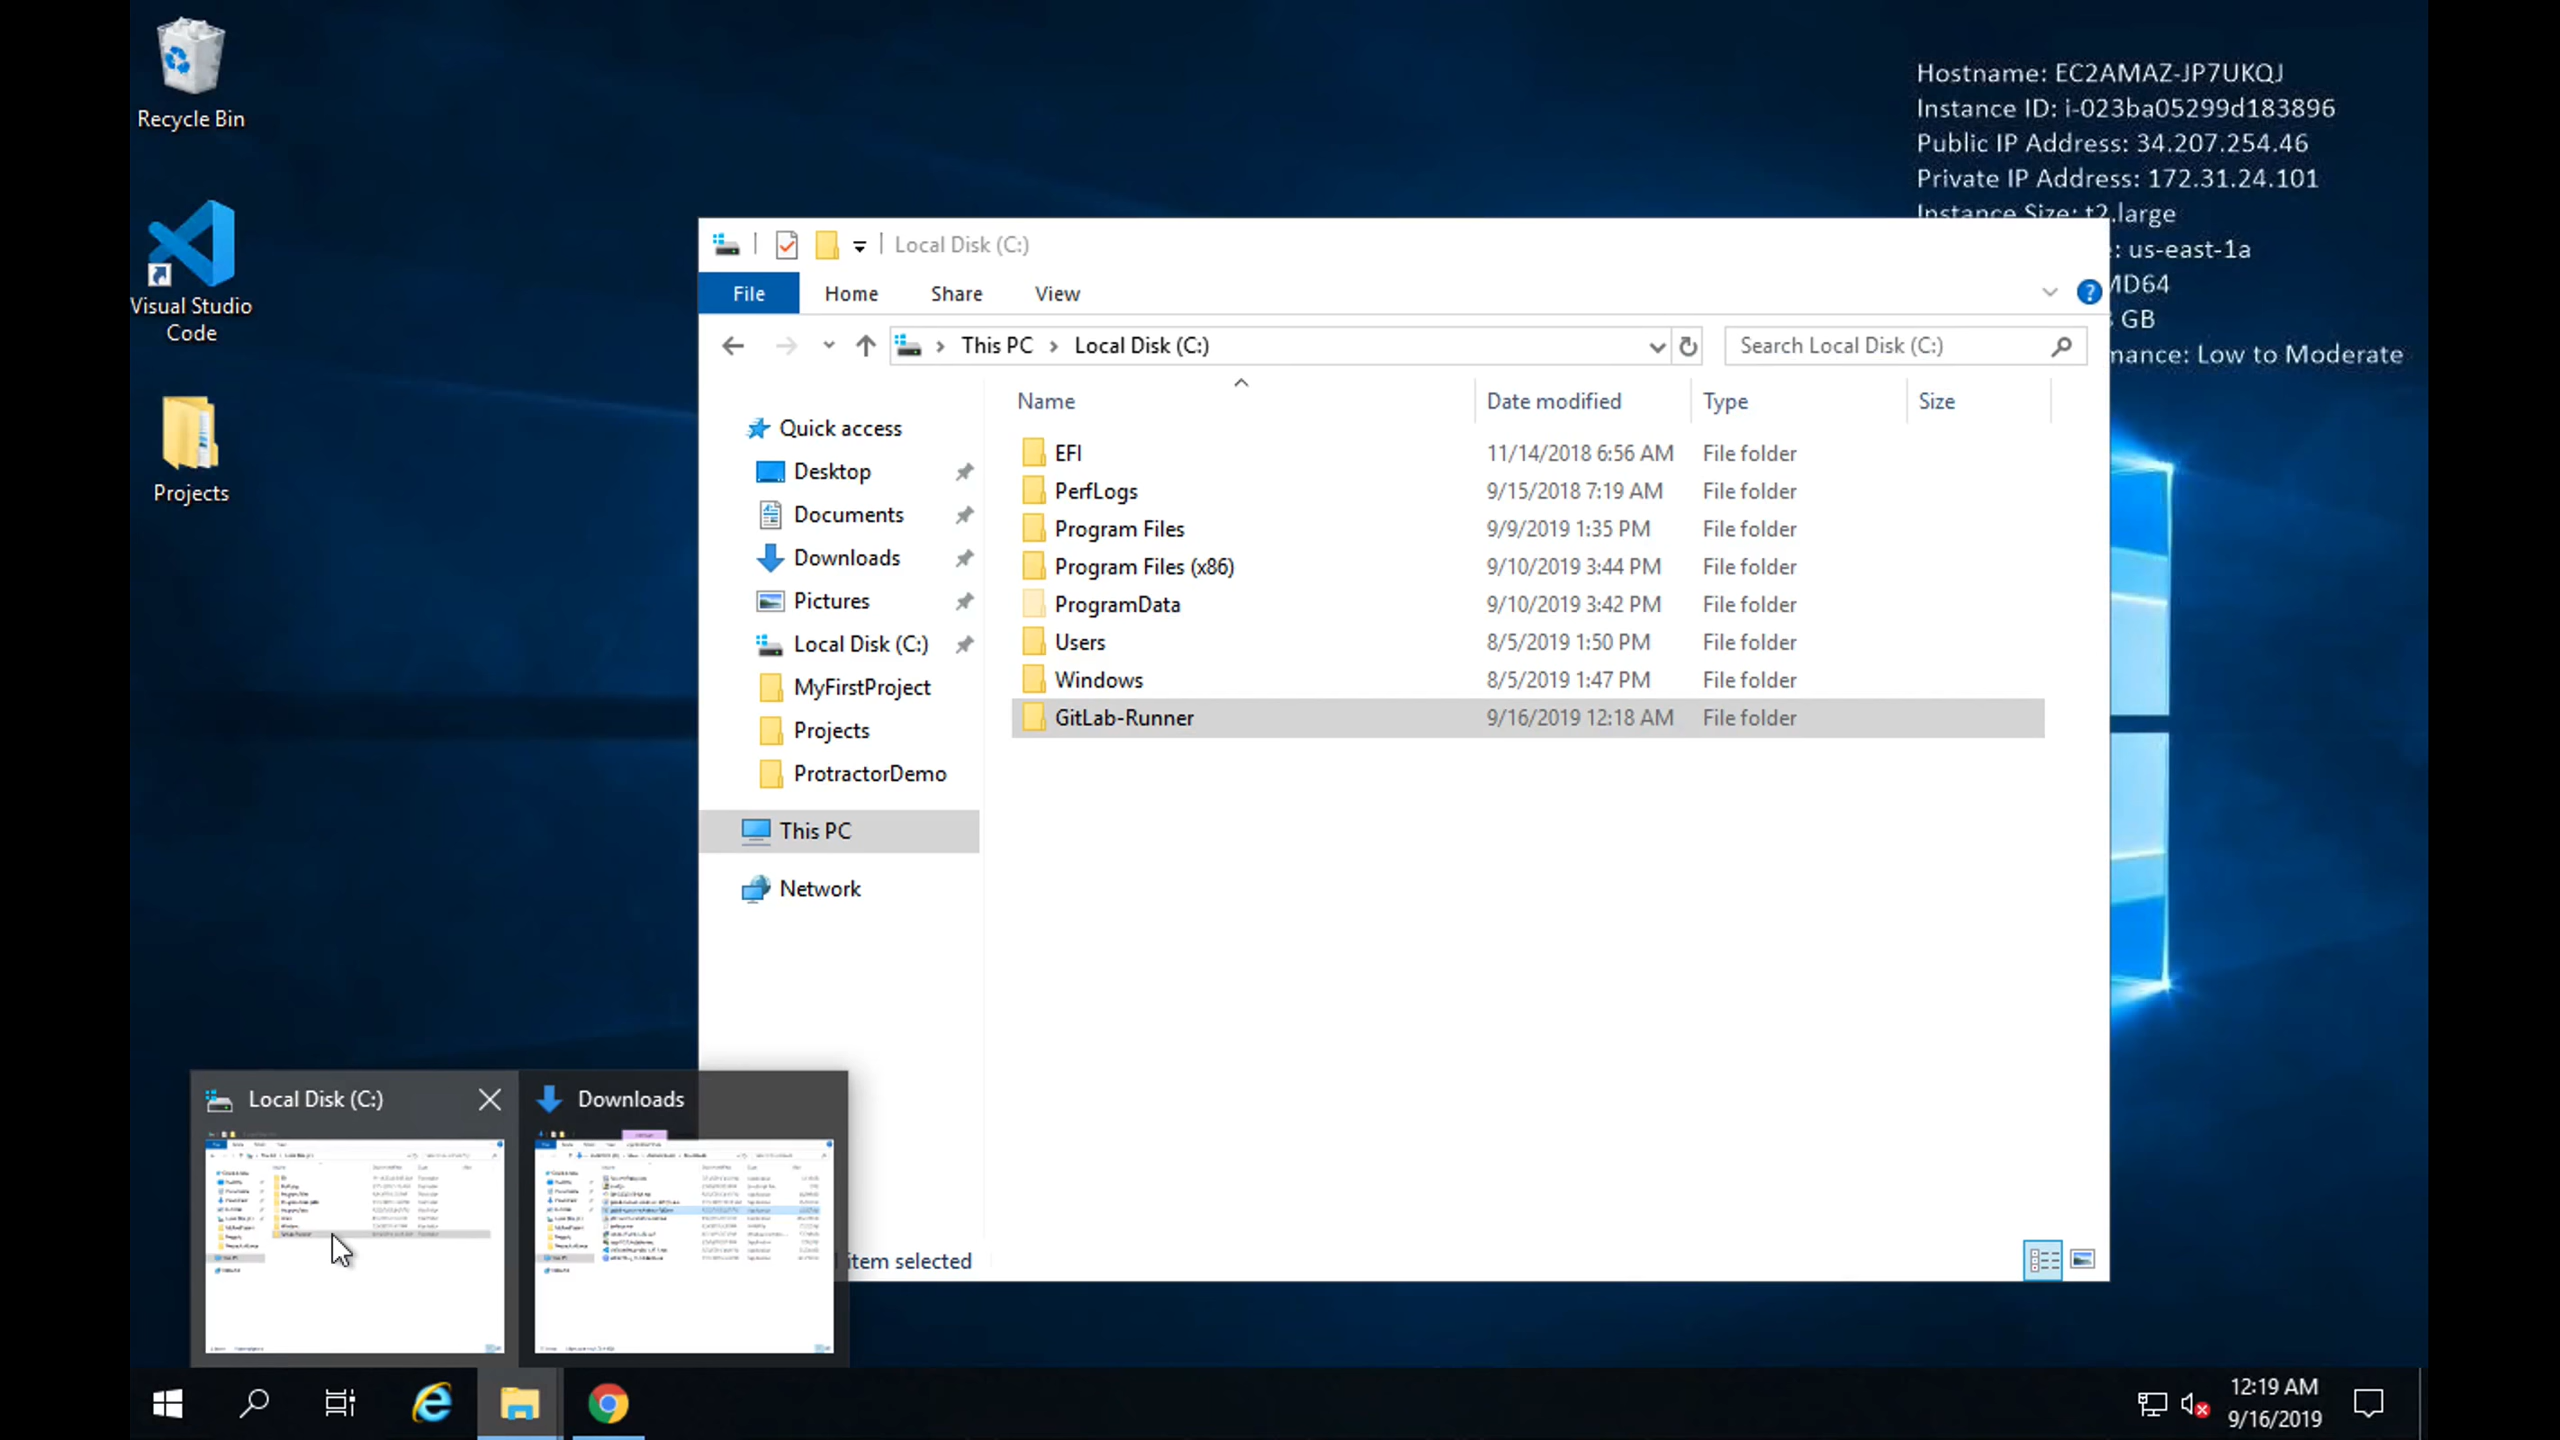 Recycle Bin
Visual Studio
Code
Projects
Hostname: EC2AMAZ-JP7UKQJ
Instance ID: i-023ba05299d183896
Public IP Address: 34.207.254.46
Private IP Address: 172.31.24.101
Instance Size: t2.large
: us-east-1a
MD64
GB
mance: Low to Moderate
Local Disk (C:)
File Home Share View
This PC Local Disk (C:) Search Local Disk (C:)
Name Date modified Type Size
Quick access
Desktop
Documents
Downloads
Pictures
Local Disk (C:)
MyFirstProject
Projects
ProtractorDemo
This PC
Network
EFI 11/14/2018 6:56 AM File folder
PerfLogs 9/15/2018 7:19 AM File folder
Program Files 9/9/2019 1:35 PM File folder
Program Files (x86) 9/10/2019 3:44 PM File folder
ProgramData 9/10/2019 3:42 PM File folder
Users 8/5/2019 1:50 PM File folder
Windows 8/5/2019 1:47 PM File folder
GitLab-Runner 9/16/2019 12:18 AM File folder
item selected
Local Disk (C:)
Downloads
12:19 AM
9/16/2019